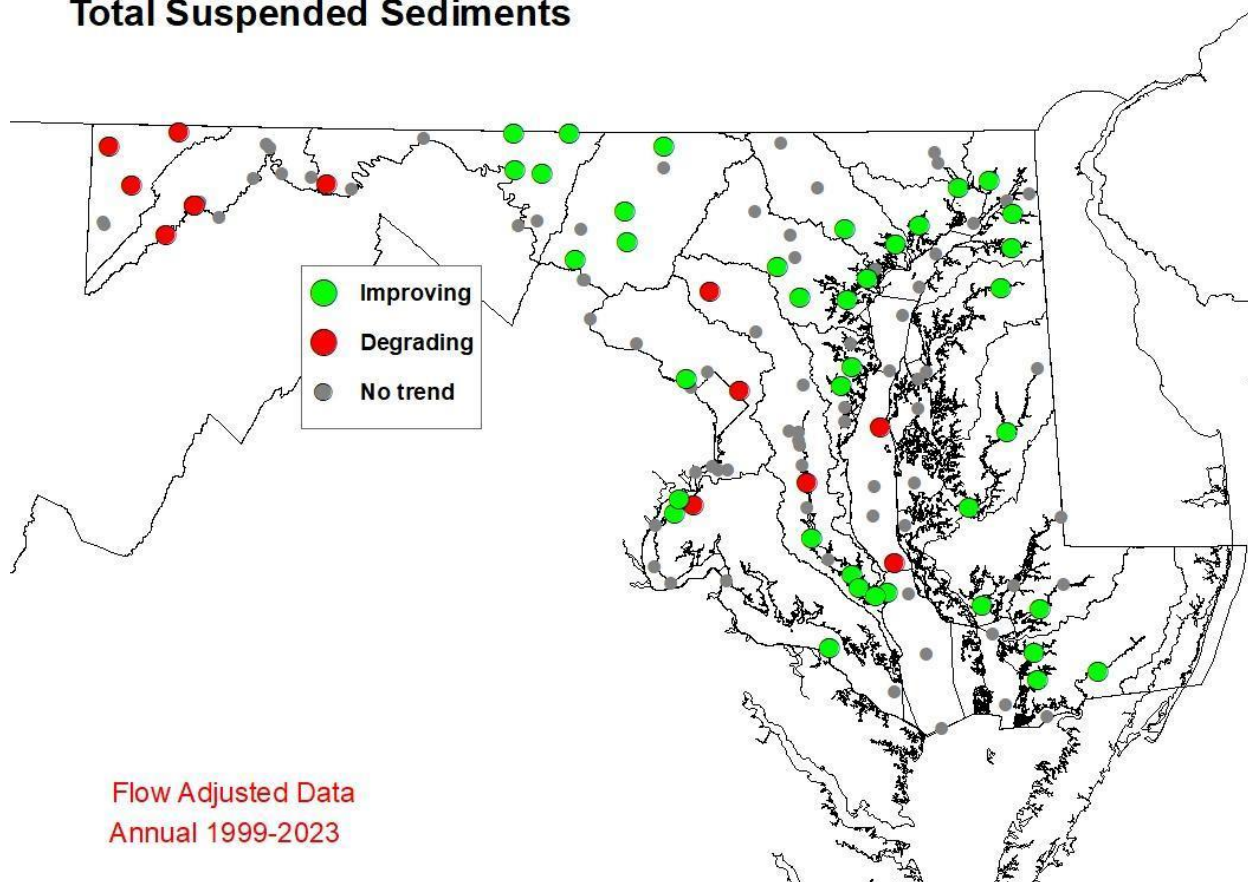 Total Suspended Sediments
Improving
Degrading
No trend
Flow Adjusted Data
Annual 1999-2023